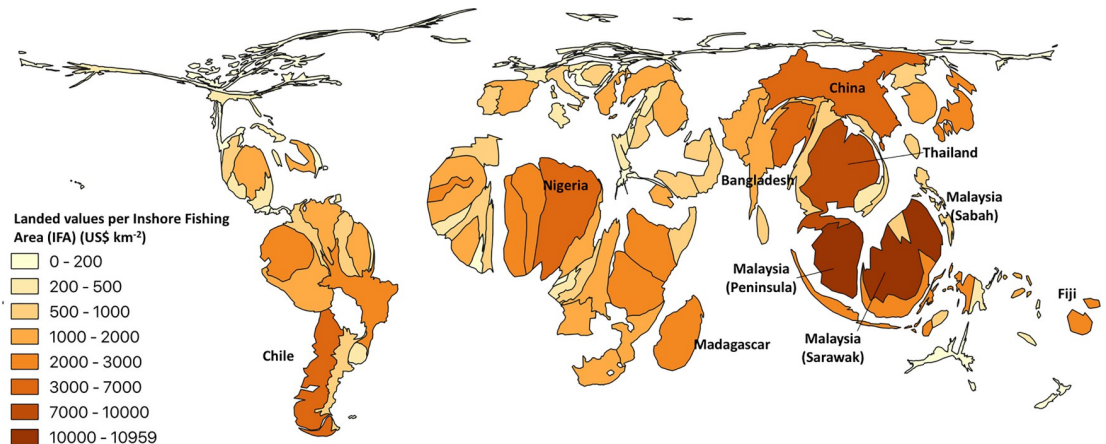 China
Thailand
Nigeria
Bangladesh
Malaysia
(Sabah)
Landed values per Inshore Fishing
Area (IFA) (US$ km⁻²)
0 - 200
200 - 500
500 - 1000
1000 - 2000
2000 - 3000
3000 - 7000
7000 - 10000
10000 - 10959
Malaysia
(Peninsula)
Fiji
Chile
Madagascar
Malaysia
(Sarawak)